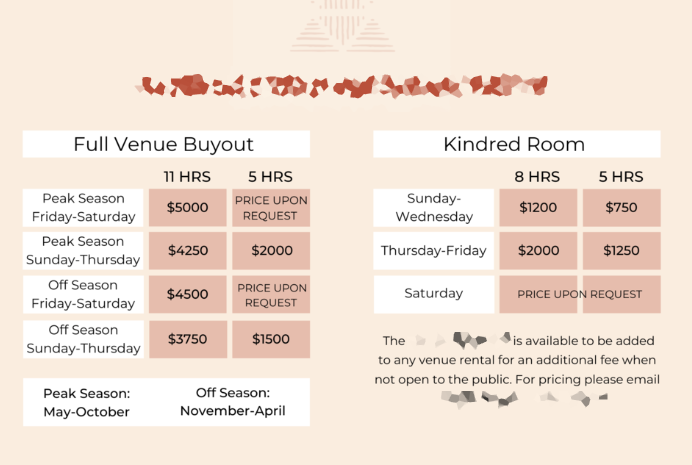 Full Venue Buyout
11 HRS 5 HRS
Peak Season
Friday-Saturday
$5000
PRICE UPON
REQUEST
Peak Season
Sunday-Thursday
$4250 $2000
Off Season
Friday-Saturday
$4500
PRICE UPON
REQUEST
Off Season
Sunday-Thursday
$3750 $1500
Peak Season:
May-October
Off Season:
November-April
Kindred Room
8 HRS 5 HRS
Sunday-
Wednesday
$1200 $750
Thursday-Friday $2000 $1250
Saturday PRICE UPON REQUEST
The is available to be added
to any venue rental for an additional fee when
not open to the public. For pricing please email